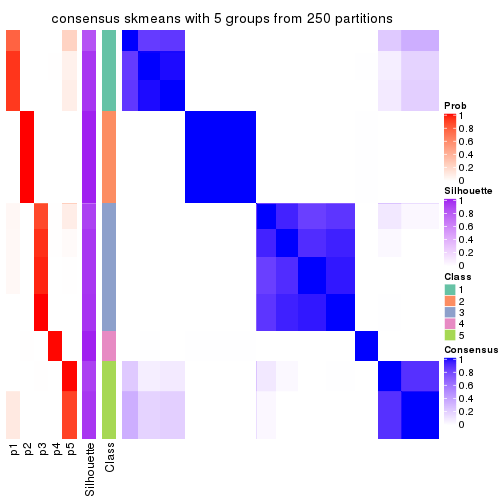 consensus skmeans with 5 groups from 250 partitions
Prob
1
0.8
0.6
0.4
0.2
0
Silhouette
1
0.8
0.6
0.4
0.2
0
Class
1
2
3
4
5
Consensus
1
0.8
0.6
0.4
0.2
0
p1
p2
p3
p4
p5
Silhouette
Class